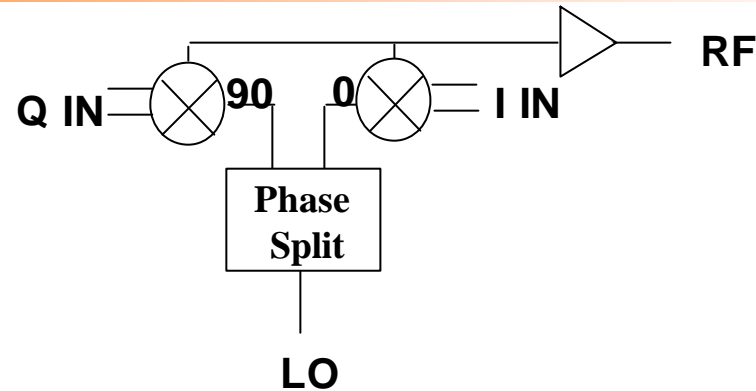 RF
Q IN
90
0
I IN
Phase
Split
LO